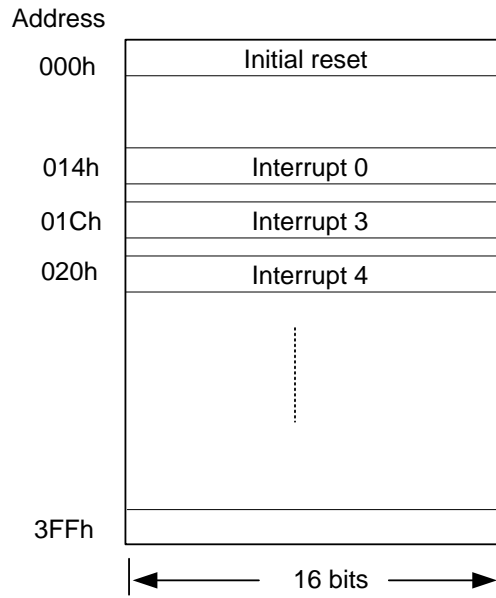 Address
000h Initial reset
014h Interrupt 0
01Ch Interrupt 3
020h Interrupt 4
3FFh
16 bits